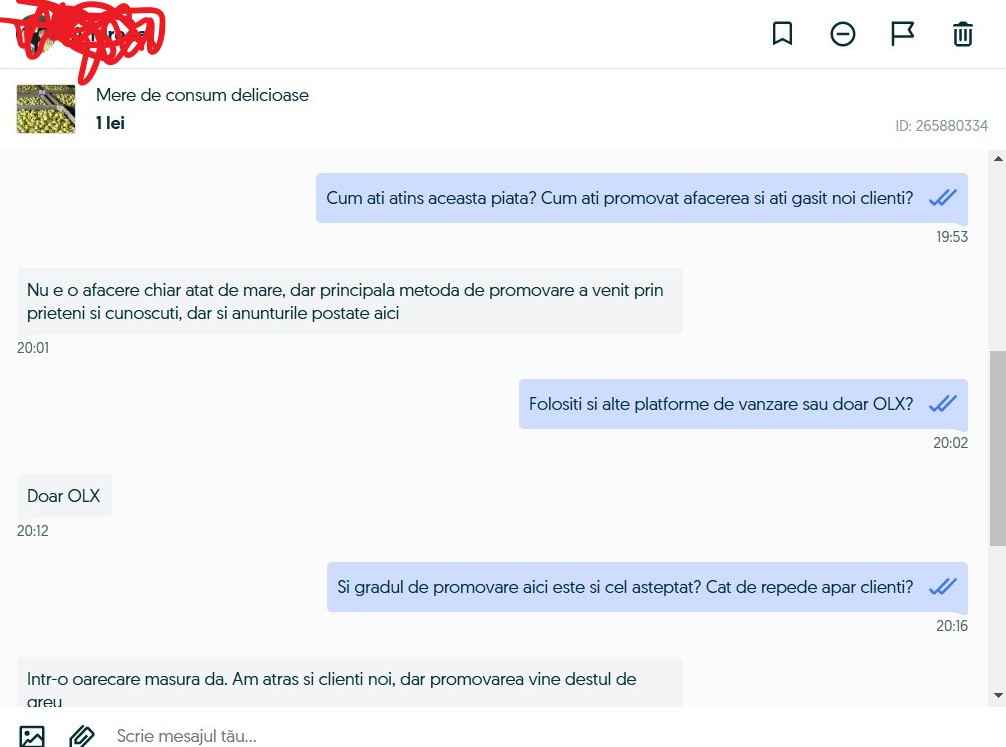 Mere de consum delicioase
1 lei
ID: 265880334
Cum ati atins aceasta piata? Cum ati promovat afacerea si ati gasit noi clienti?
19:53
Nu e o afacere chiar atat de mare, dar principala metoda de promovare a venit prin
prieteni si cunoscuti, dar si anunturile postate aici
20:01
Folositi si alte platforme de vanzare sau doar OLX?
20:02
Doar OLX
20:12
Si gradul de promovare aici este si cel asteptat? Cat de repede apar clienti?
20:16
Intr-o oarecare masura da. Am atras si clienti noi, dar promovarea vine destul de
greu
Scrie mesajul tău...